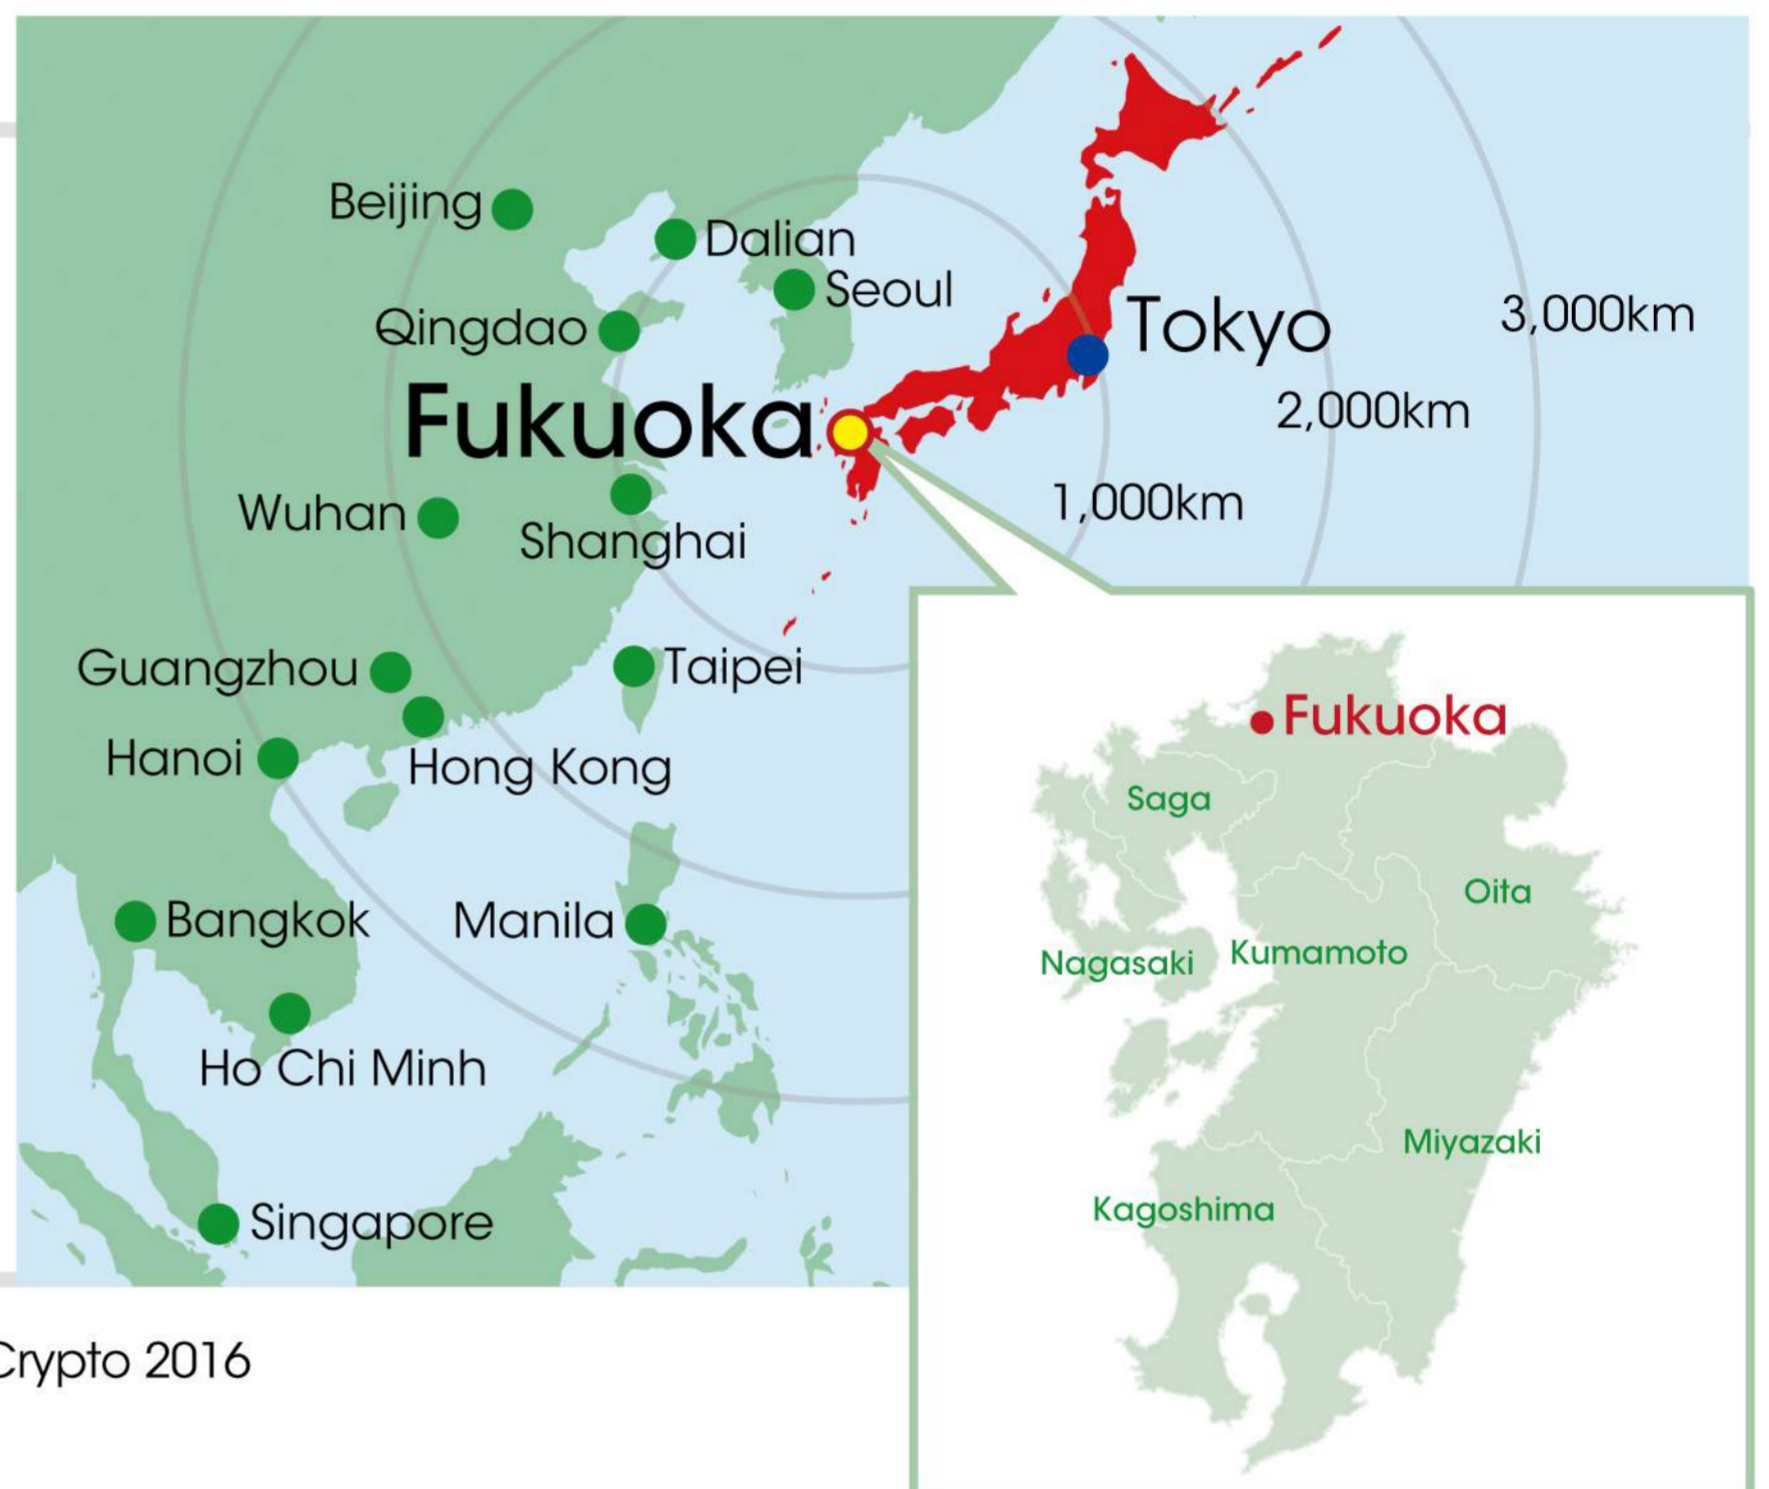 Beijing
Dalian
Seoul
Qingdao
Tokyo
3,000km
2,000km
Fukuoka
1,000km
Wuhan
Shanghai
Guangzhou
Taipei
Hanoi
Hong Kong
Bangkok
Manila
Ho Chi Minh
Singapore
Fukuoka
Saga
Oita
Nagasaki
Kumamoto
Miyazaki
Kagoshima
Crypto 2016